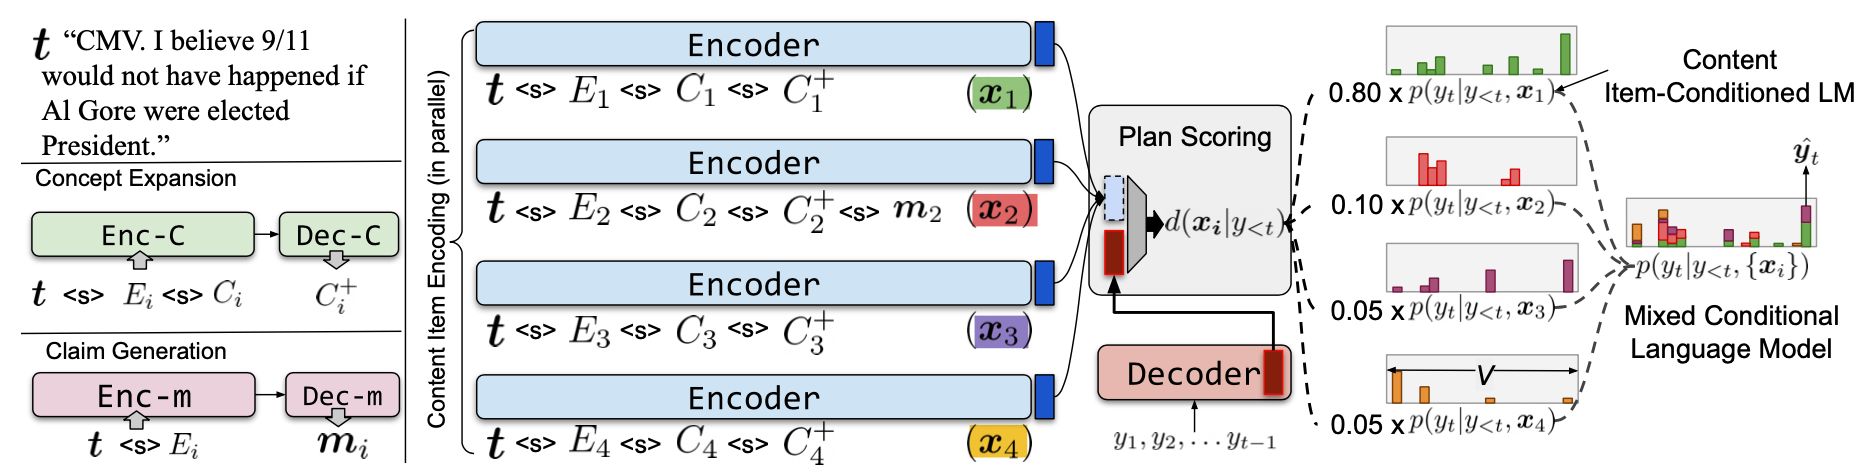 t “CMV. I believe 9/11
would not have happened if
Al Gore were elected
President.”
Concept Expansion
Enc-C
Dec-C
t <s> E_i <s> C_i
C_i^+
Claim Generation
Enc-m
Dec-m
t <s> E_i
m_i
Content Item Encoding (in parallel)
Encoder
t <s> E_1 <s> C_1 <s> C_1^+ (x_1)
Encoder
t <s> E_2 <s> C_2 <s> C_2^+ <s> m_2 (x_2)
Encoder
t <s> E_3 <s> C_3 <s> C_3^+ (x_3)
Encoder
t <s> E_4 <s> C_4 <s> C_4^+ (x_4)
Plan Scoring
d(x_i|y_{<t})
Decoder
y_1, y_2, ... y_{t-1}
0.80 x p(y_t|y_{<t}, x_1)
0.10 x p(y_t|y_{<t}, x_2)
0.05 x p(y_t|y_{<t}, x_3)
V
0.05 x p(y_t|y_{<t}, x_4)
Content
Item-Conditioned LM
ŷ_t
p(y_t|y_{<t}, {x_i})
Mixed Conditional
Language Model